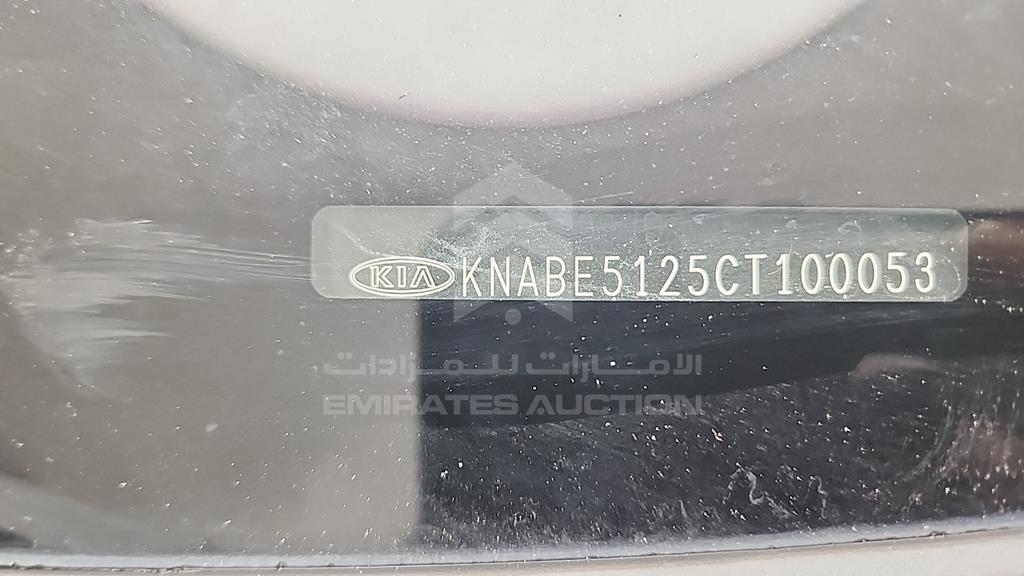 KIA KNABE5125CT100053
الامارات للمزادات
EMIRATES AUCTION